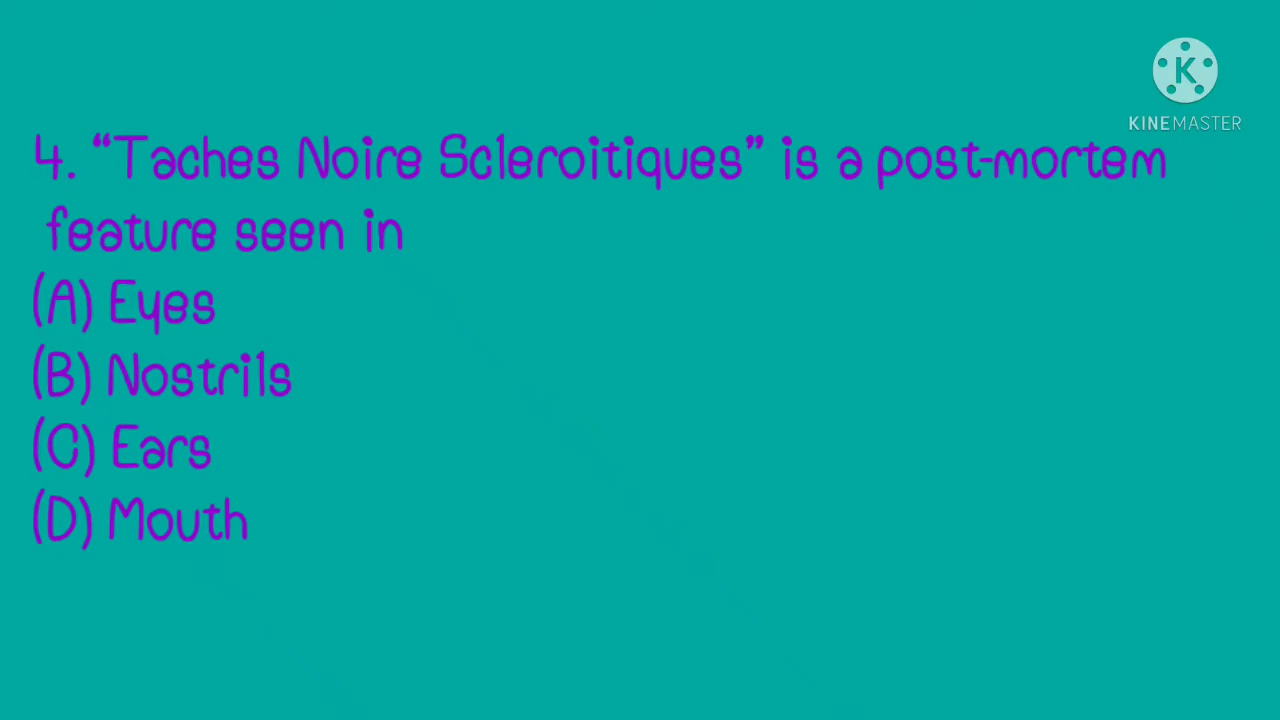 K
KINEMASTER
4. “Taches Noire Scleroitiques” is a post-mortem
feature seen in
(A) Eyes
(B) Nostrils
(C) Ears
(D) Mouth